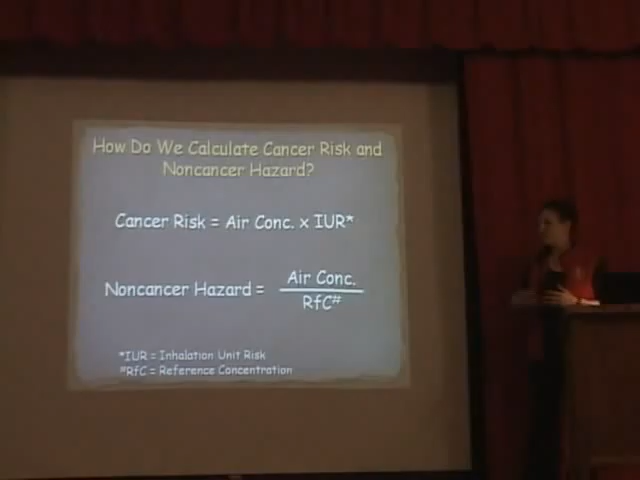 How Do We Calculate Cancer Risk and
Noncancer Hazard?
Cancer Risk = Air Conc. x IUR*
Noncancer Hazard = Air Conc.
RfC#
*IUR = Inhalation Unit Risk
#RfC = Reference Concentration